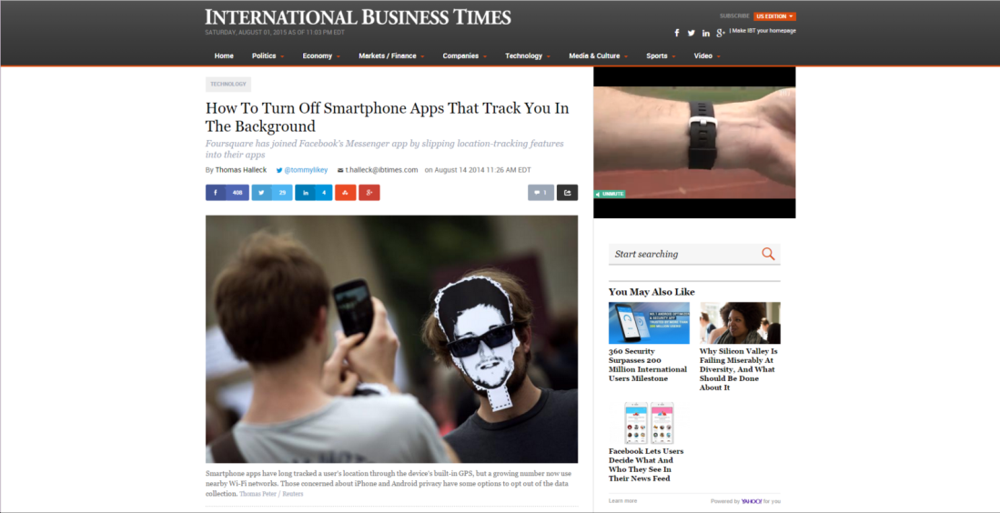 INTERNATIONAL BUSINESS TIMES
SATURDAY, AUGUST 01, 2015 AS OF 11:03 PM EDT
SUBSCRIBE US EDITION
| Make IBT your homepage
Home Politics Economy Markets / Finance Companies Technology Media & Culture Sports Video
TECHNOLOGY
How To Turn Off Smartphone Apps That Track You In
The Background
Foursquare has joined Facebook's Messenger app by slipping location-tracking features
into their apps
By Thomas Halleck @tommylikey t.halleck@ibtimes.com on August 14 2014 11:26 AM EDT
408 29 4 1
Smartphone apps have long tracked a user's location through the device's built-in GPS, but a growing number now use
nearby Wi-Fi networks. Those concerned about iPhone and Android privacy have some options to opt out of the data
collection. Thomas Peter / Reuters
UNMUTE
Start searching
You May Also Like
360 Security
Surpasses 200
Million International
Users Milestone
Why Silicon Valley Is
Failing Miserably At
Diversity, And What
Should Be Done
About It
Facebook Lets Users
Decide What And
Who They See In
Their News Feed
Learn more
Powered by YAHOO! for you